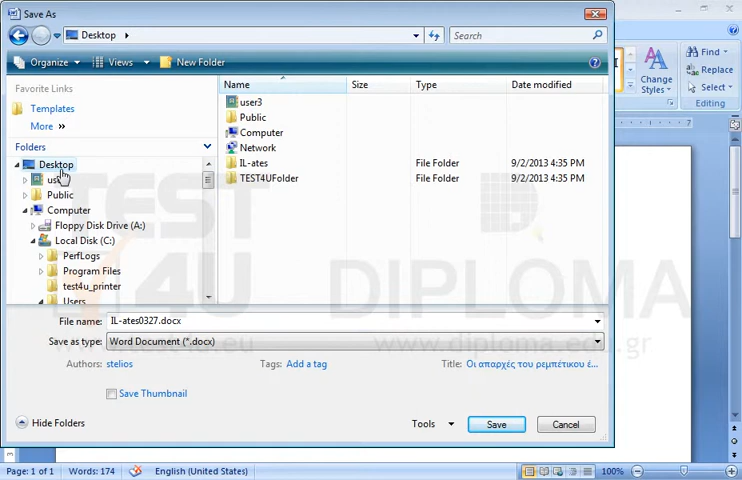 Save As
Desktop
Search
Organize Views New Folder
Favorite Links
Templates
More »
Folders
Desktop
Public
Computer
Floppy Disk Drive (A:)
Local Disk (C:)
PerfLogs
Program Files
test4u_printer
Users
Name Size Type Date modified
user3
Public
Computer
Network
IL-ates File Folder 9/2/2013 4:35 PM
TEST4UFolder File Folder 9/2/2013 4:35 PM
File name: IL-ates0327.docx
Save as type: Word Document (*.docx)
Authors: stelios Tags: Add a tag Title: Οι απαρχές του ρεμπέτικου έ...
Save Thumbnail
Hide Folders Tools Save Cancel
Find
Replace
Select
Change
Styles
Editing
7
3
Page: 1 of 1 Words: 174 English (United States) 100%
TEST
4U
DIPLOMA
www.diploma.edu.gr